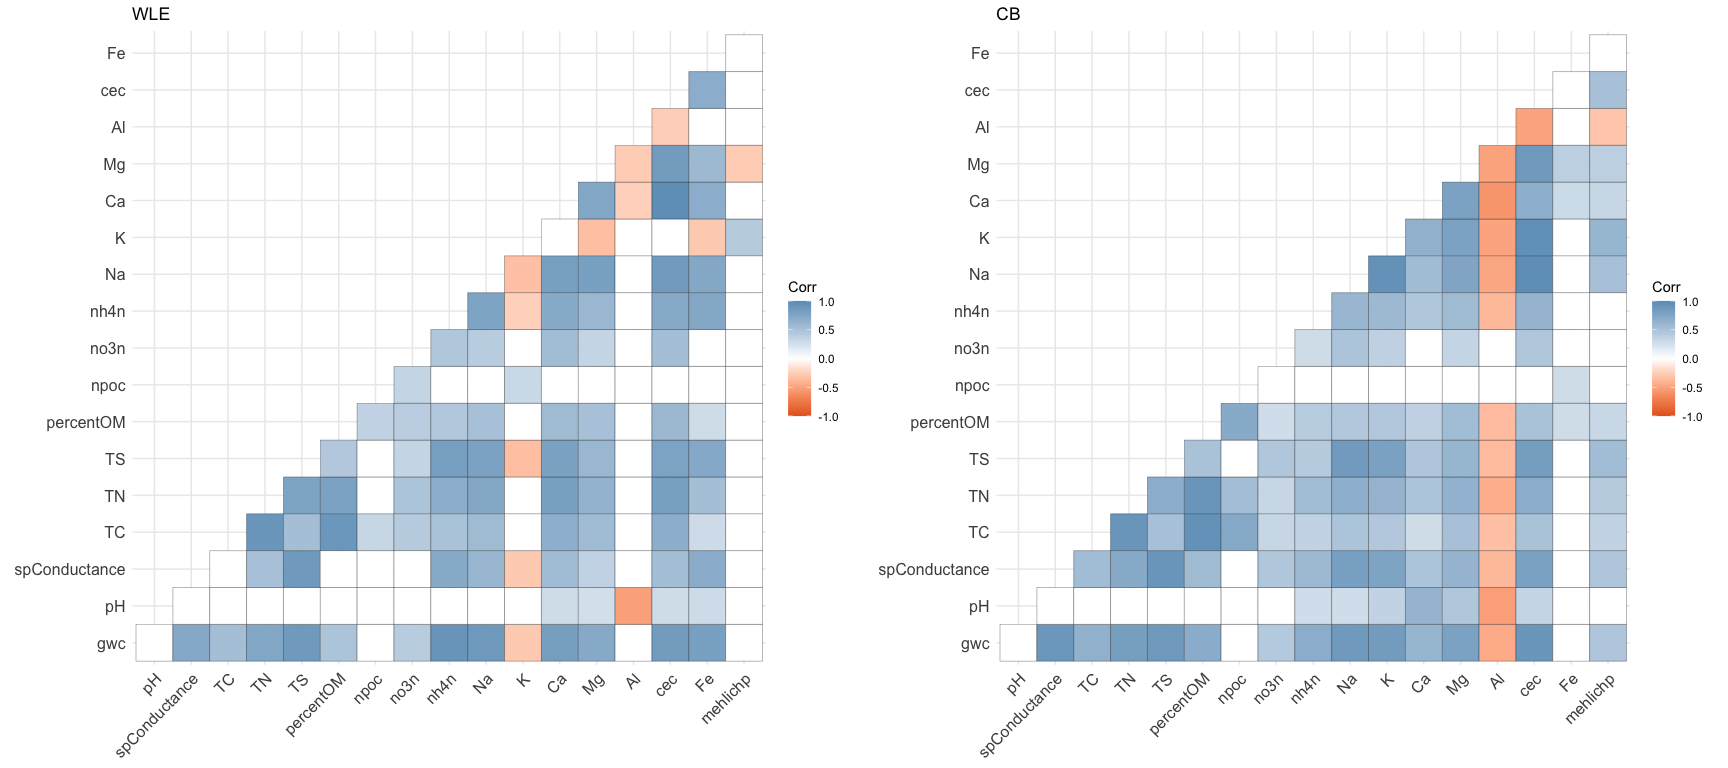 WLE
Fe
cec
Al
Mg
Ca
K
Na
nh4n
no3n
npoc
percentOM
TS
TN
TC
spConductance
pH
gwc
pH
spConductance
TC
TN
TS
percentOM
npoc
no3n
nh4n
Na
K
Ca
Mg
Al
cec
Fe
mehlichp
Corr
1.0
0.5
0.0
-0.5
-1.0
CB
Fe
cec
Al
Mg
Ca
K
Na
nh4n
no3n
npoc
percentOM
TS
TN
TC
spConductance
pH
gwc
pH
spConductance
TC
TN
TS
percentOM
npoc
no3n
nh4n
Na
K
Ca
Mg
Al
cec
Fe
mehlichp
Corr
1.0
0.5
0.0
-0.5
-1.0